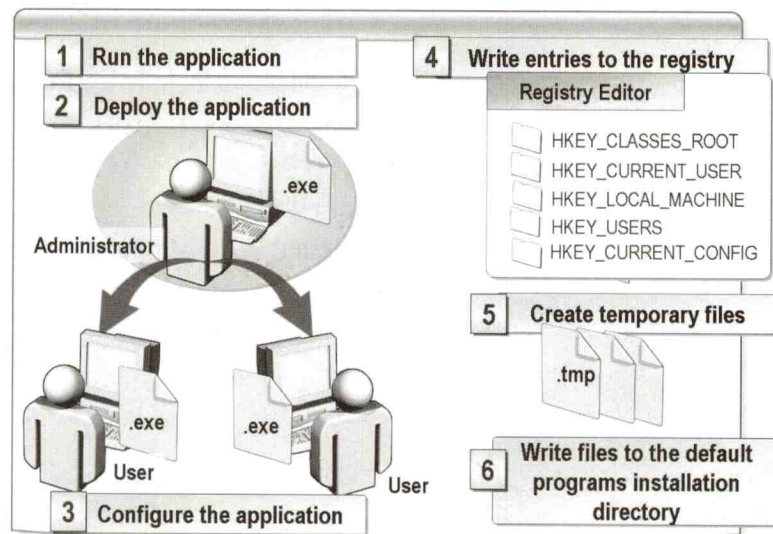 1 Run the application
2 Deploy the application
.exe
Administrator
.exe
User
.exe
User
3 Configure the application
4 Write entries to the registry
Registry Editor
HKEY_CLASSES_ROOT
HKEY_CURRENT_USER
HKEY_LOCAL_MACHINE
HKEY_USERS
HKEY_CURRENT_CONFIG
5 Create temporary files
.tmp
6 Write files to the default
programs installation
directory